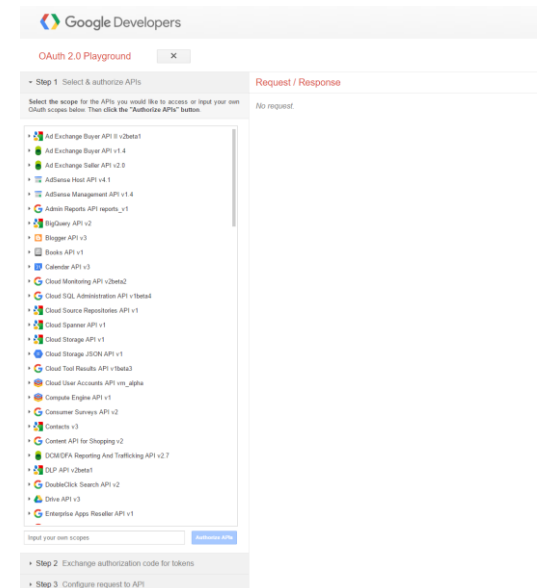 Google Developers
OAuth 2.0 Playground
Step 1 Select & authorize APIs
Select the scope for the APIs you would like to access or input your own
OAuth scopes below. Then click the "Authorize APIs" button.
Ad Exchange Buyer API II v2beta1
Ad Exchange Buyer API v1.4
Ad Exchange Seller API v2.0
AdSense Host API v4.1
AdSense Management API v1.4
Admin Reports API reports_v1
BigQuery API v2
Blogger API v3
Books API v1
Calendar API v3
Cloud Monitoring API v2beta2
Cloud SQL Administration API v1beta4
Cloud Source Repositories API v1
Cloud Spanner API v1
Cloud Storage API v1
Cloud Storage JSON API v1
Cloud Tool Results API v1beta3
Cloud User Accounts API vm_alpha
Compute Engine API v1
Consumer Surveys API v2
Contacts v3
Content API for Shopping v2
DCM/DFA Reporting And Trafficking API v2.7
DLP API v2beta1
DoubleClick Search API v2
Drive API v3
Enterprise Apps Reseller API v1
Input your own scopes
Authorize APIs
Step 2 Exchange authorization code for tokens
Step 3 Configure request to API
Request / Response
No request.